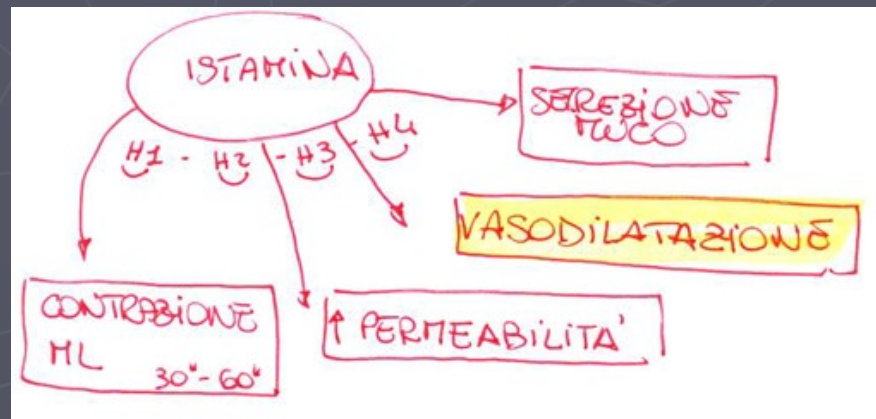 ISTAMINA
H1 - H2 - H3 - H4
SECREZIONE
MUCO
VASODILATAZIONE
CONTRAZIONE
ML 30" - 60"
↑ PERMEABILITA'